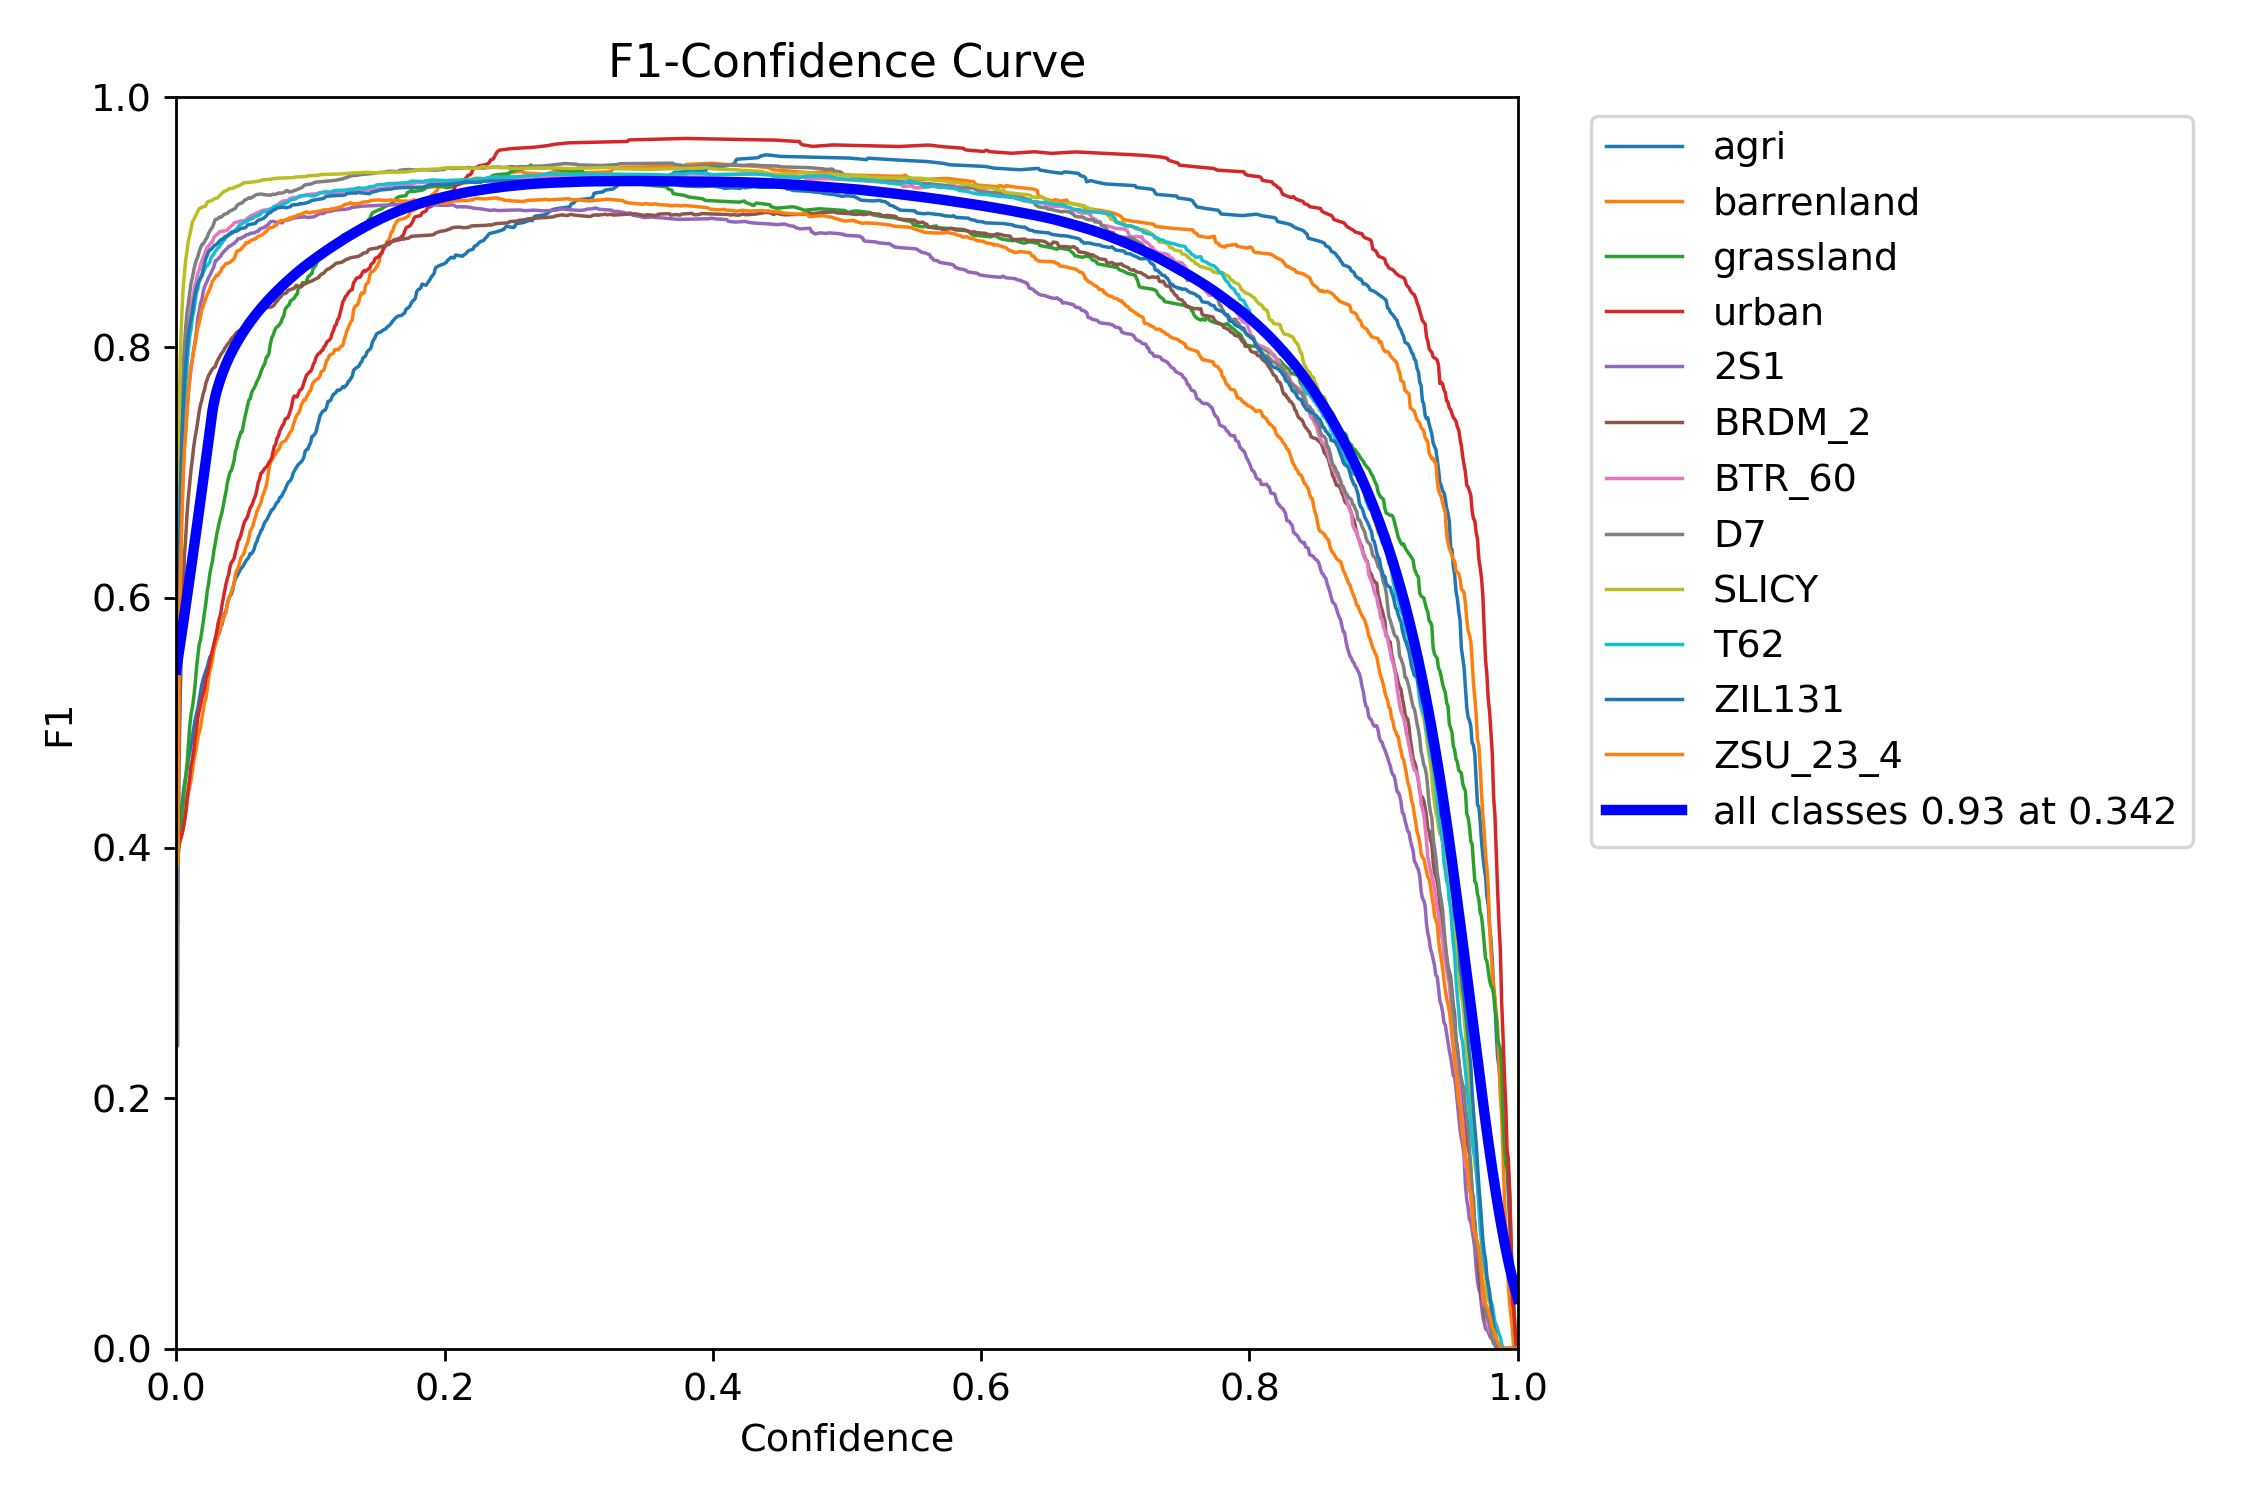 F1-Confidence Curve
1.0
0.8
0.6
0.4
0.2
0.0
F1
0.0 0.2 0.4 0.6 0.8 1.0
Confidence
agri
barrenland
grassland
urban
2S1
BRDM_2
BTR_60
D7
SLICY
T62
ZIL131
ZSU_23_4
all classes 0.93 at 0.342